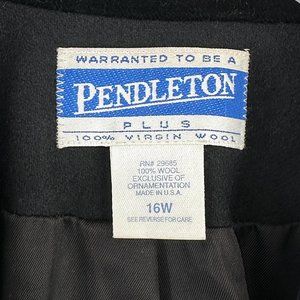 WARRANTED TO BE A
PENDLETON
PLUS
100% VIRGIN WOOL
RN# 29685
100% WOOL
EXCLUSIVE OF
ORNAMENTATION
MADE IN U.S.A.
16W
SEE REVERSE FOR CARE